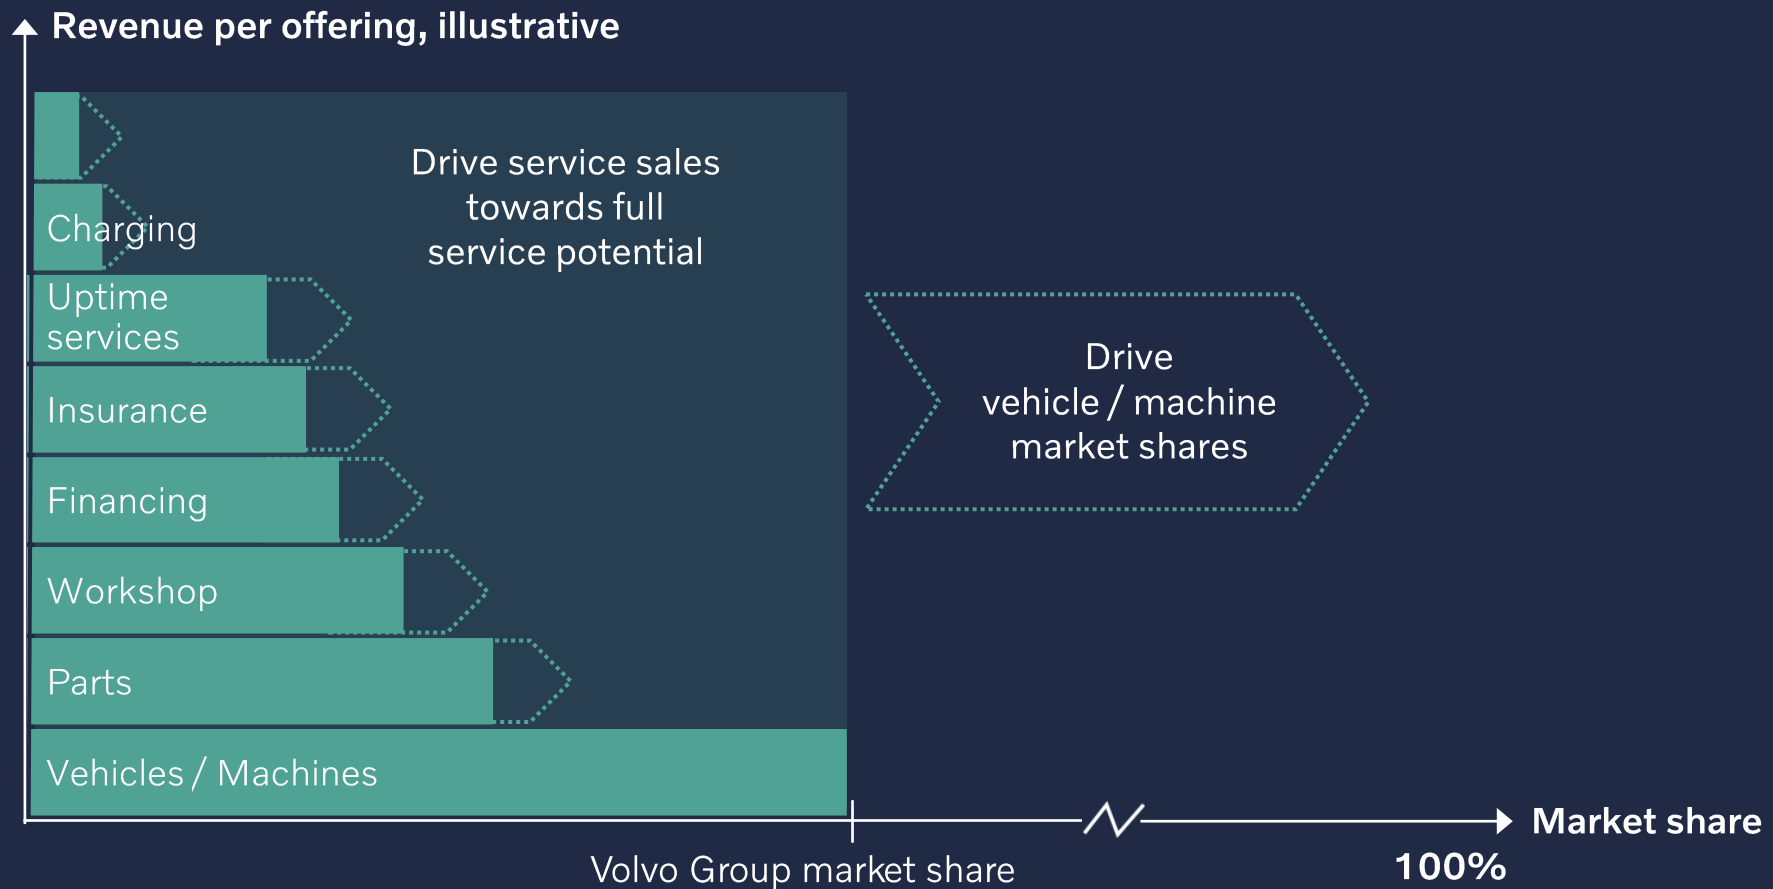 Revenue per offering, illustrative
Drive service sales
towards full
service potential
Charging
Uptime
services
Insurance
Financing
Workshop
Parts
Vehicles / Machines
Drive
vehicle / machine
market shares
Market share
Volvo Group market share
100%